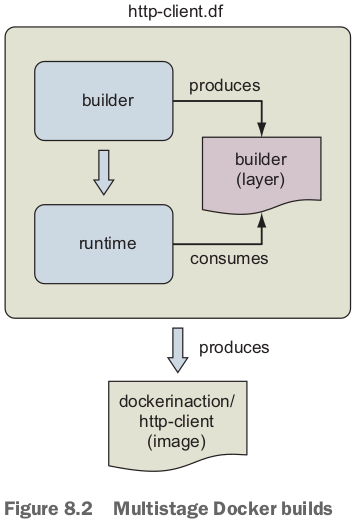 http-client.df
builder
produces
builder
(layer)
runtime
consumes
produces
dockerinaction/
http-client
(image)
Figure 8.2 Multistage Docker builds